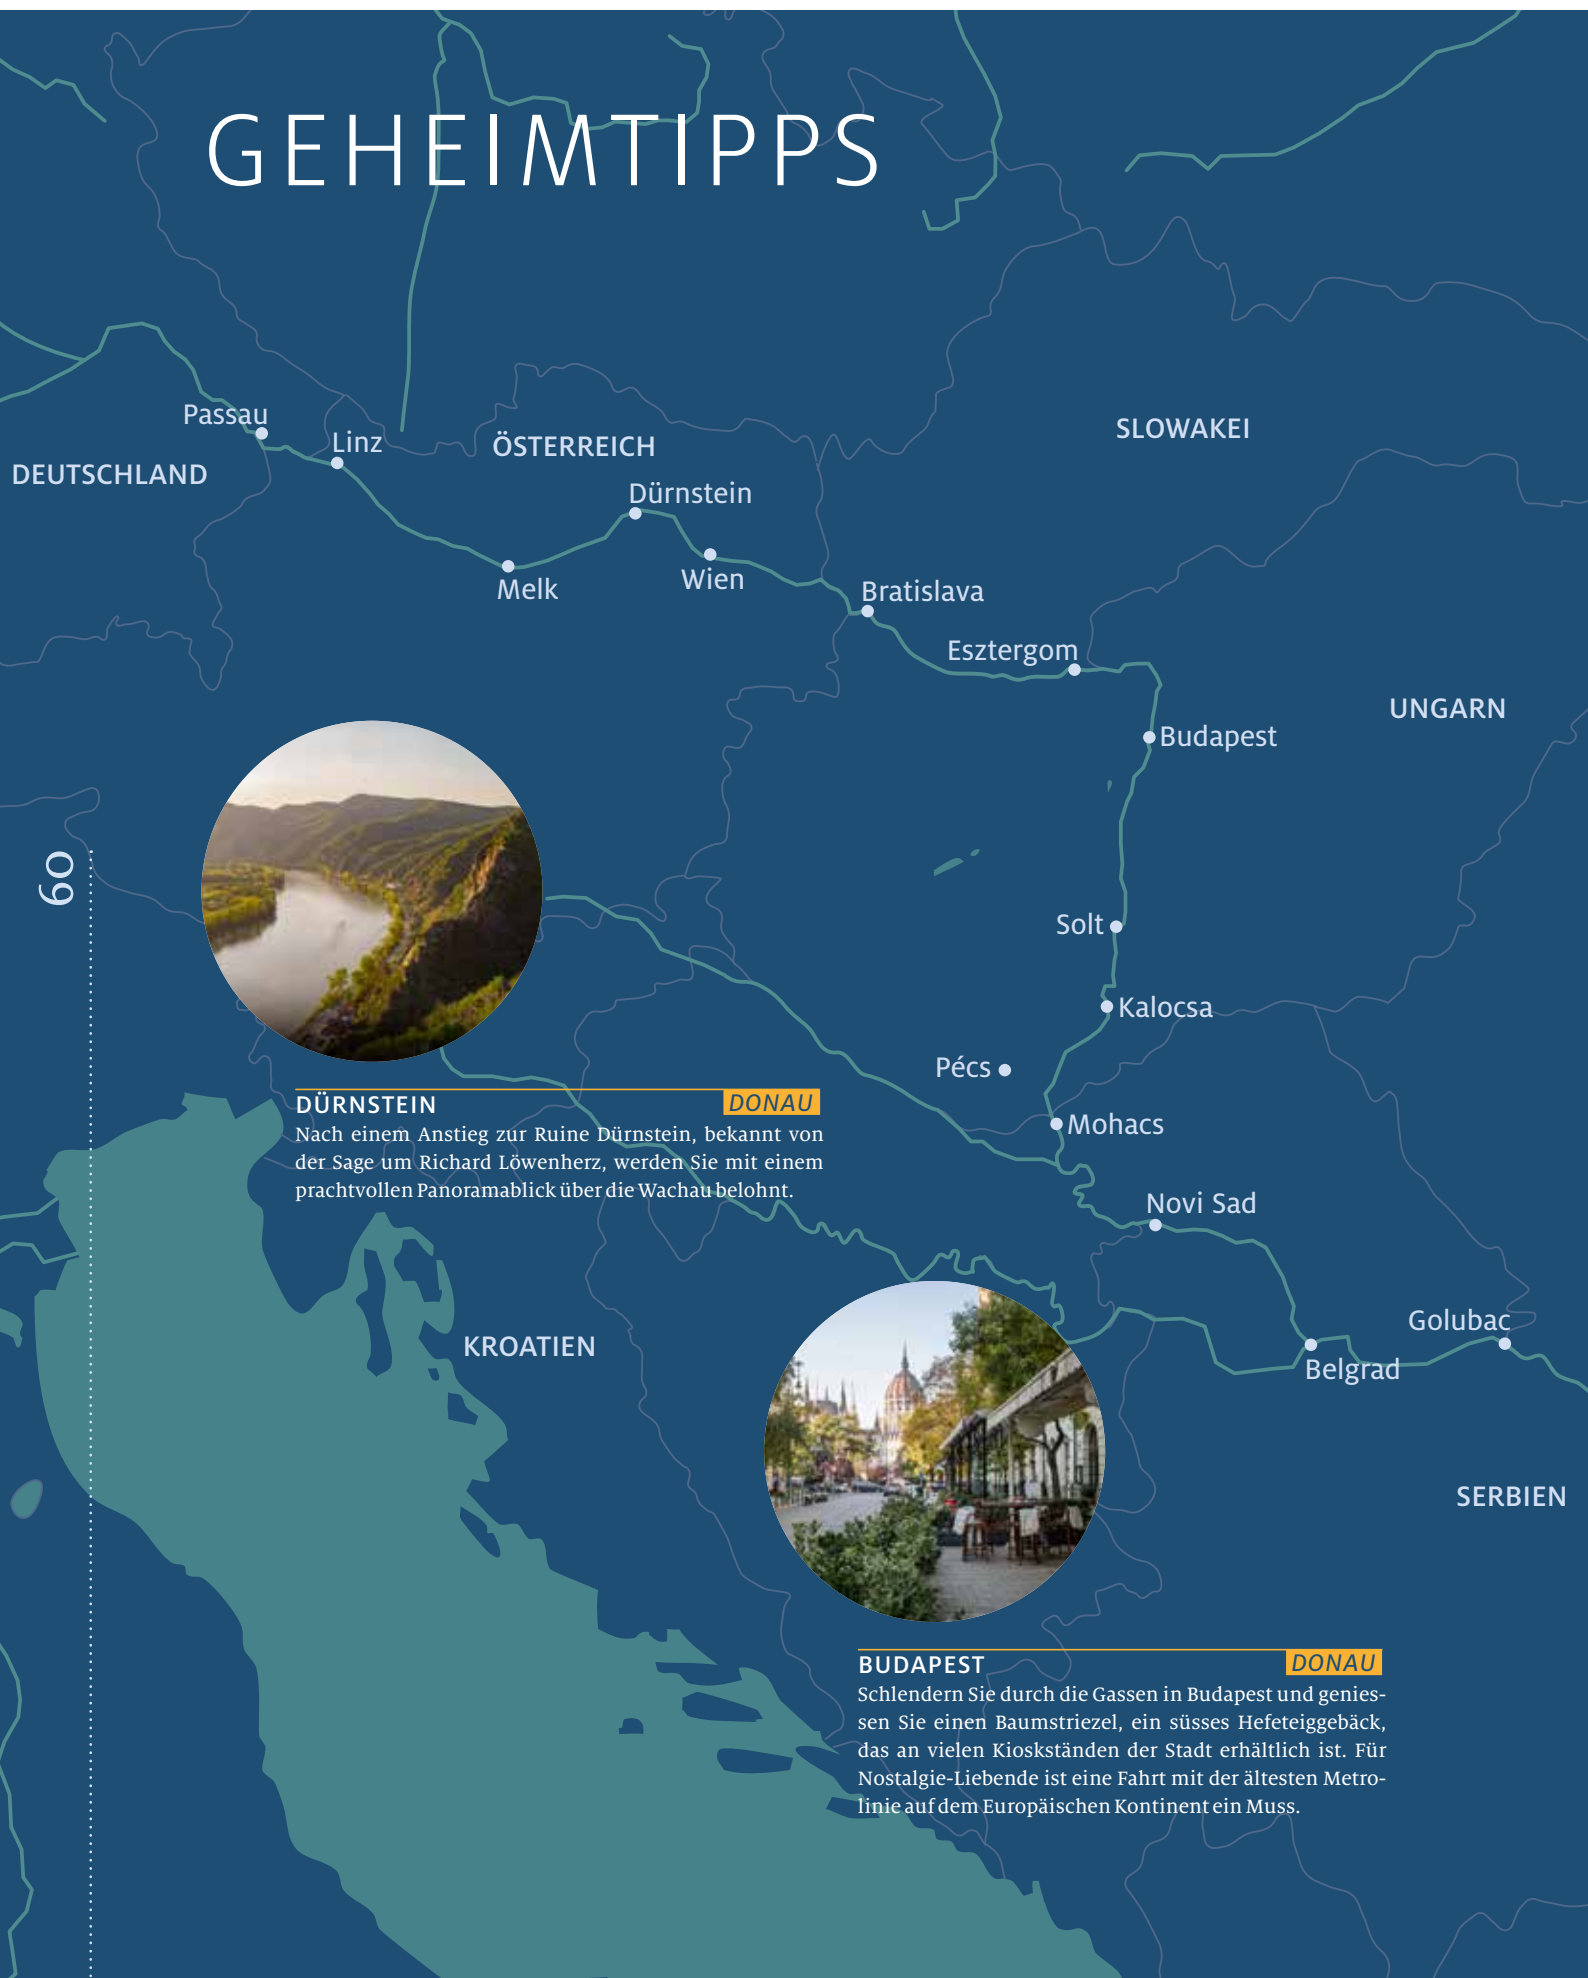 GEHEIMTIPPS
Passau
Linz
ÖSTERREICH
SLOWAKEI
DEUTSCHLAND
Dürnstein
Melk
Wien
Bratislava
Esztergom
UNGARN
Budapest
60
Solt
Kalocsa
Pécs
Mohacs
DÜRNSTEIN
DONAU
Nach einem Anstieg zur Ruine Dürnstein, bekannt von
der Sage um Richard Löwenherz, werden Sie mit einem
prachtvollen Panoramablick über die Wachau belohnt.
Novi Sad
Golubac
KROATIEN
Belgrad
SERBIEN
BUDAPEST
DONAU
Schlendern Sie durch die Gassen in Budapest und genies-
sen Sie einen Baumstriezel, ein süsses Hefeteiggebäck,
das an vielen Kioskständen der Stadt erhältlich ist. Für
Nostalgie-Liebende ist eine Fahrt mit der ältesten Metro-
linie auf dem Europäischen Kontinent ein Muss.